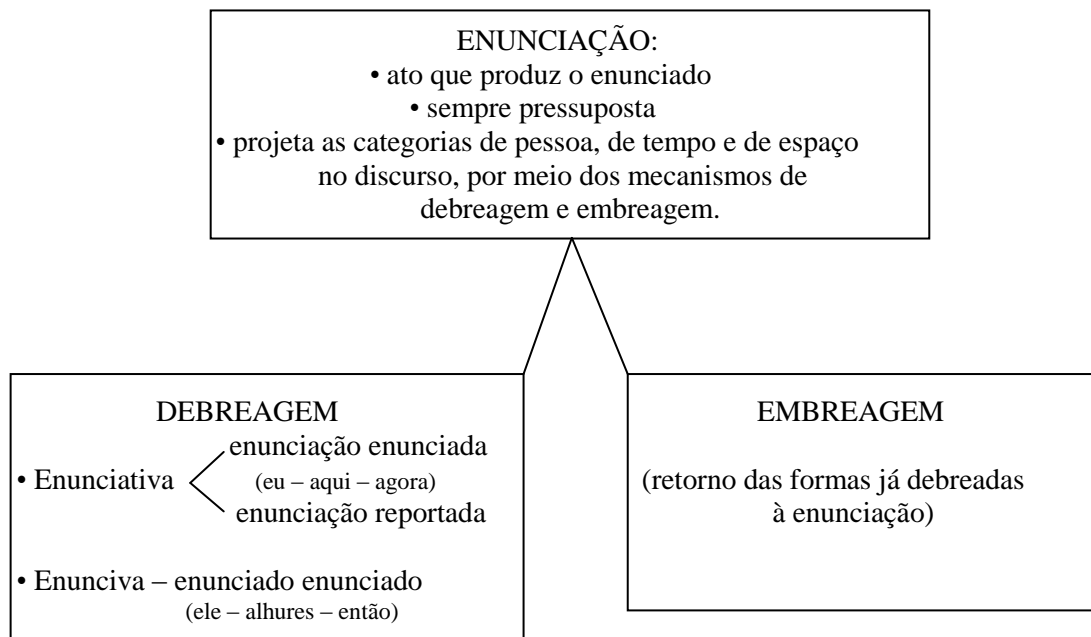 ENUNCIAÇÃO:
• ato que produz o enunciado
• sempre pressuposta
• projeta as categorias de pessoa, de tempo e de espaço
no discurso, por meio dos mecanismos de
debreagem e embreagem.
DEBREAGEM
enunciação enunciada
• Enunciativa
(eu – aqui – agora)
enunciação reportada
• Enunciva – enunciado enunciado
(ele – alhures – então)
EMBREAGEM
(retorno das formas já debreadas
à enunciação)